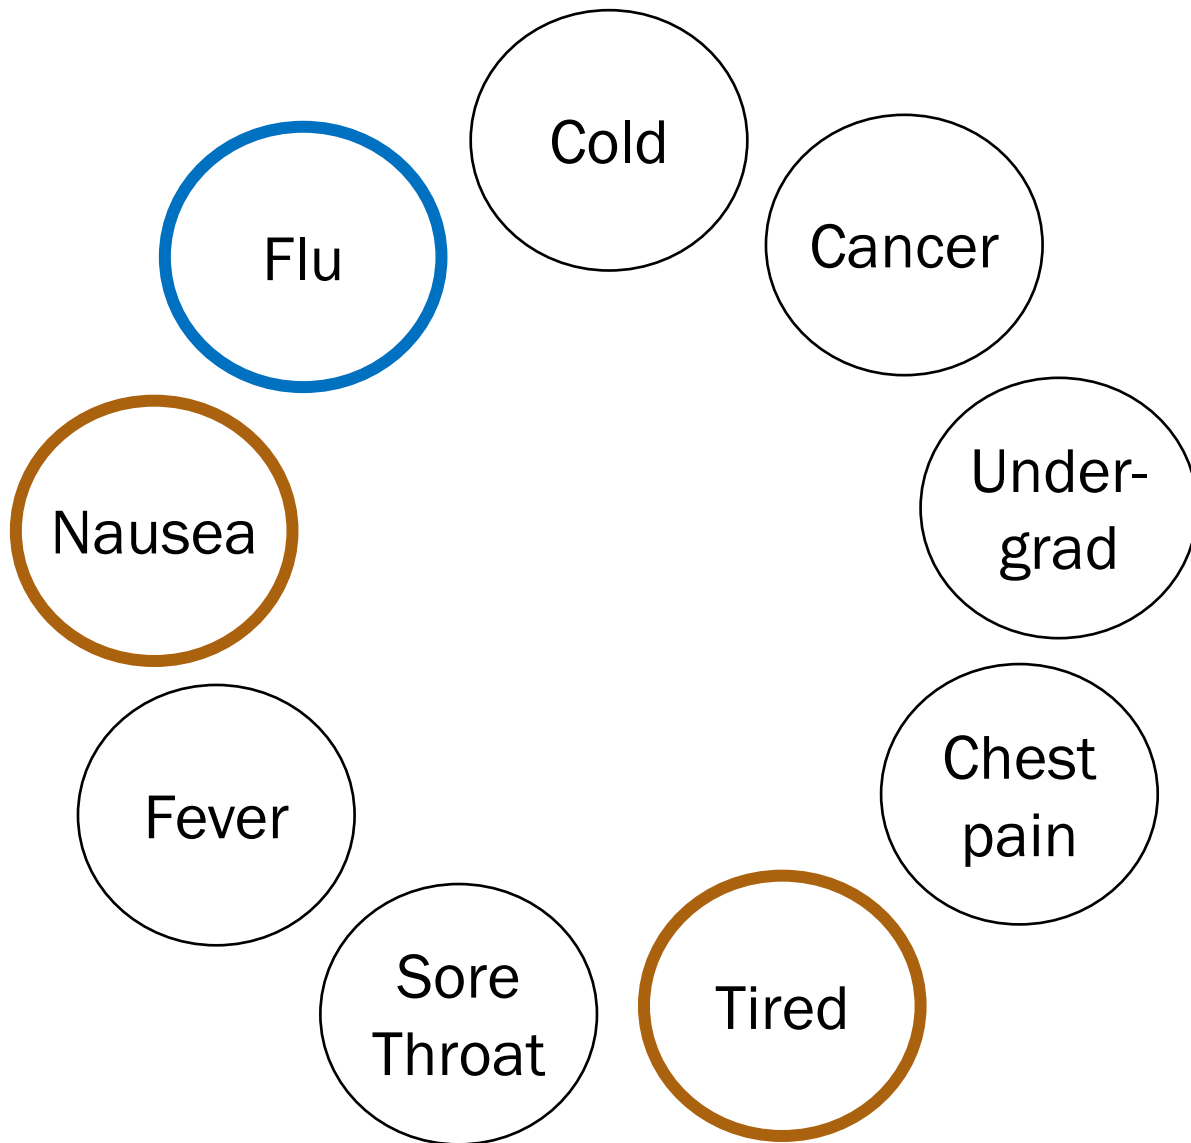 Cold
Cancer
Flu
Under-
grad
Nausea
Chest
pain
Fever
Sore
Throat
Tired